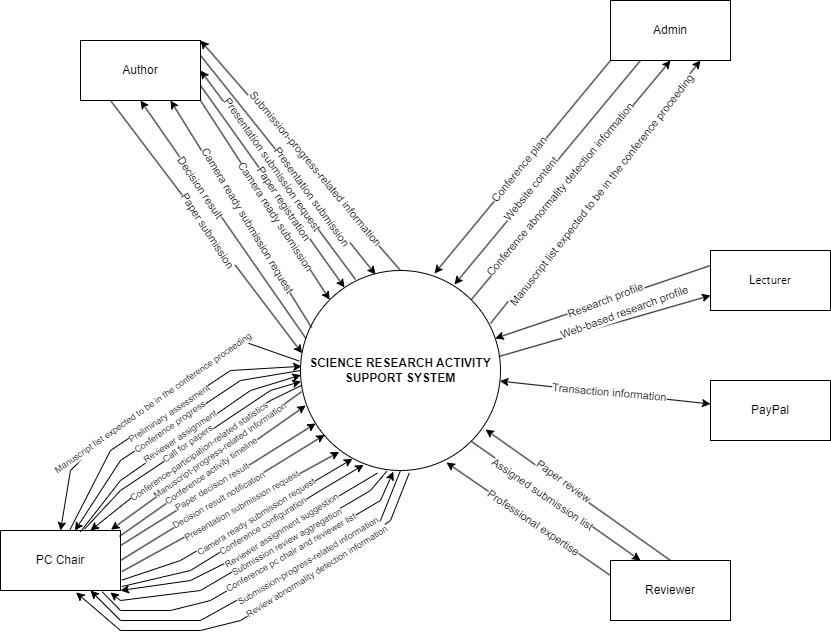 Admin
Author
Submission-progress-related information
Presentation submission
Presentation submission request
Paper registration
Camera ready submission
Camera ready submission request
Decision result
Paper submission
Conference plan
Website content
Conference abnormality detection information
Manuscript list expected to be in the conference proceeding
Lecturer
Research profile
Web-based research profile
SCIENCE RESEARCH ACTIVITY
SUPPORT SYSTEM
Transaction information
PayPal
Paper review
Assigned submission list
Professional expertise
Reviewer
Manuscript list expected to be in the conference proceeding
Preliminary assessment
Conference progress
Reviewer assignment
Call for papers
Conference-participation-related statistics
Manuscript-progress-related information
Conference activity timeline
Paper decision result
Decision result notification
Presentation submission request
Camera ready submission request
Conference configuration
Reviewer assignment suggestion
Submission review aggregation
Conference pc chair and reviewer list
Submission-progress-related information
Review abnormality detection information
PC Chair